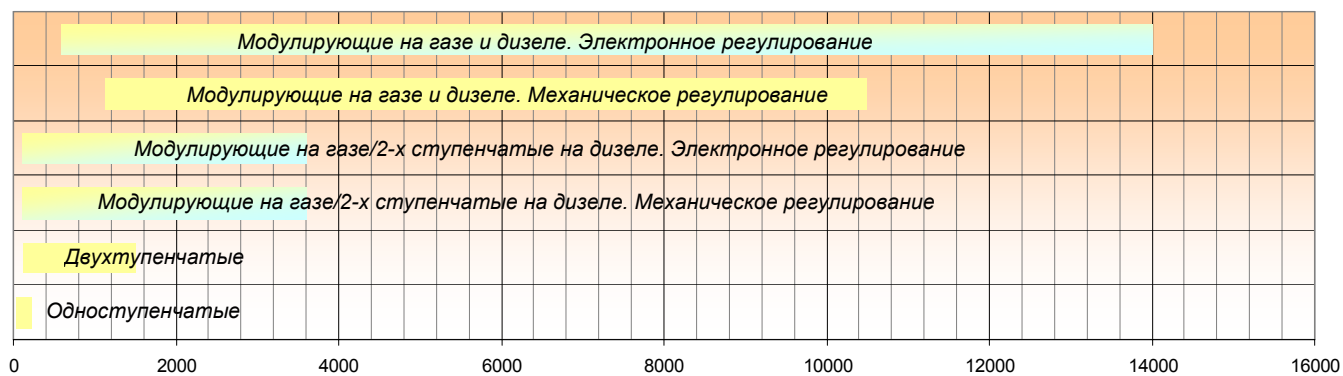 Модулирующие на газе и дизеле. Электронное регулирование
Модулирующие на газе и дизеле. Механическое регулирование
Модулирующие на газе/2-х ступенчатые на дизеле. Электронное регулирование
Модулирующие на газе/2-х ступенчатые на дизеле. Механическое регулирование
Двухтупенчатые
Одноступенчатые
0 2000 4000 6000 8000 10000 12000 14000 16000